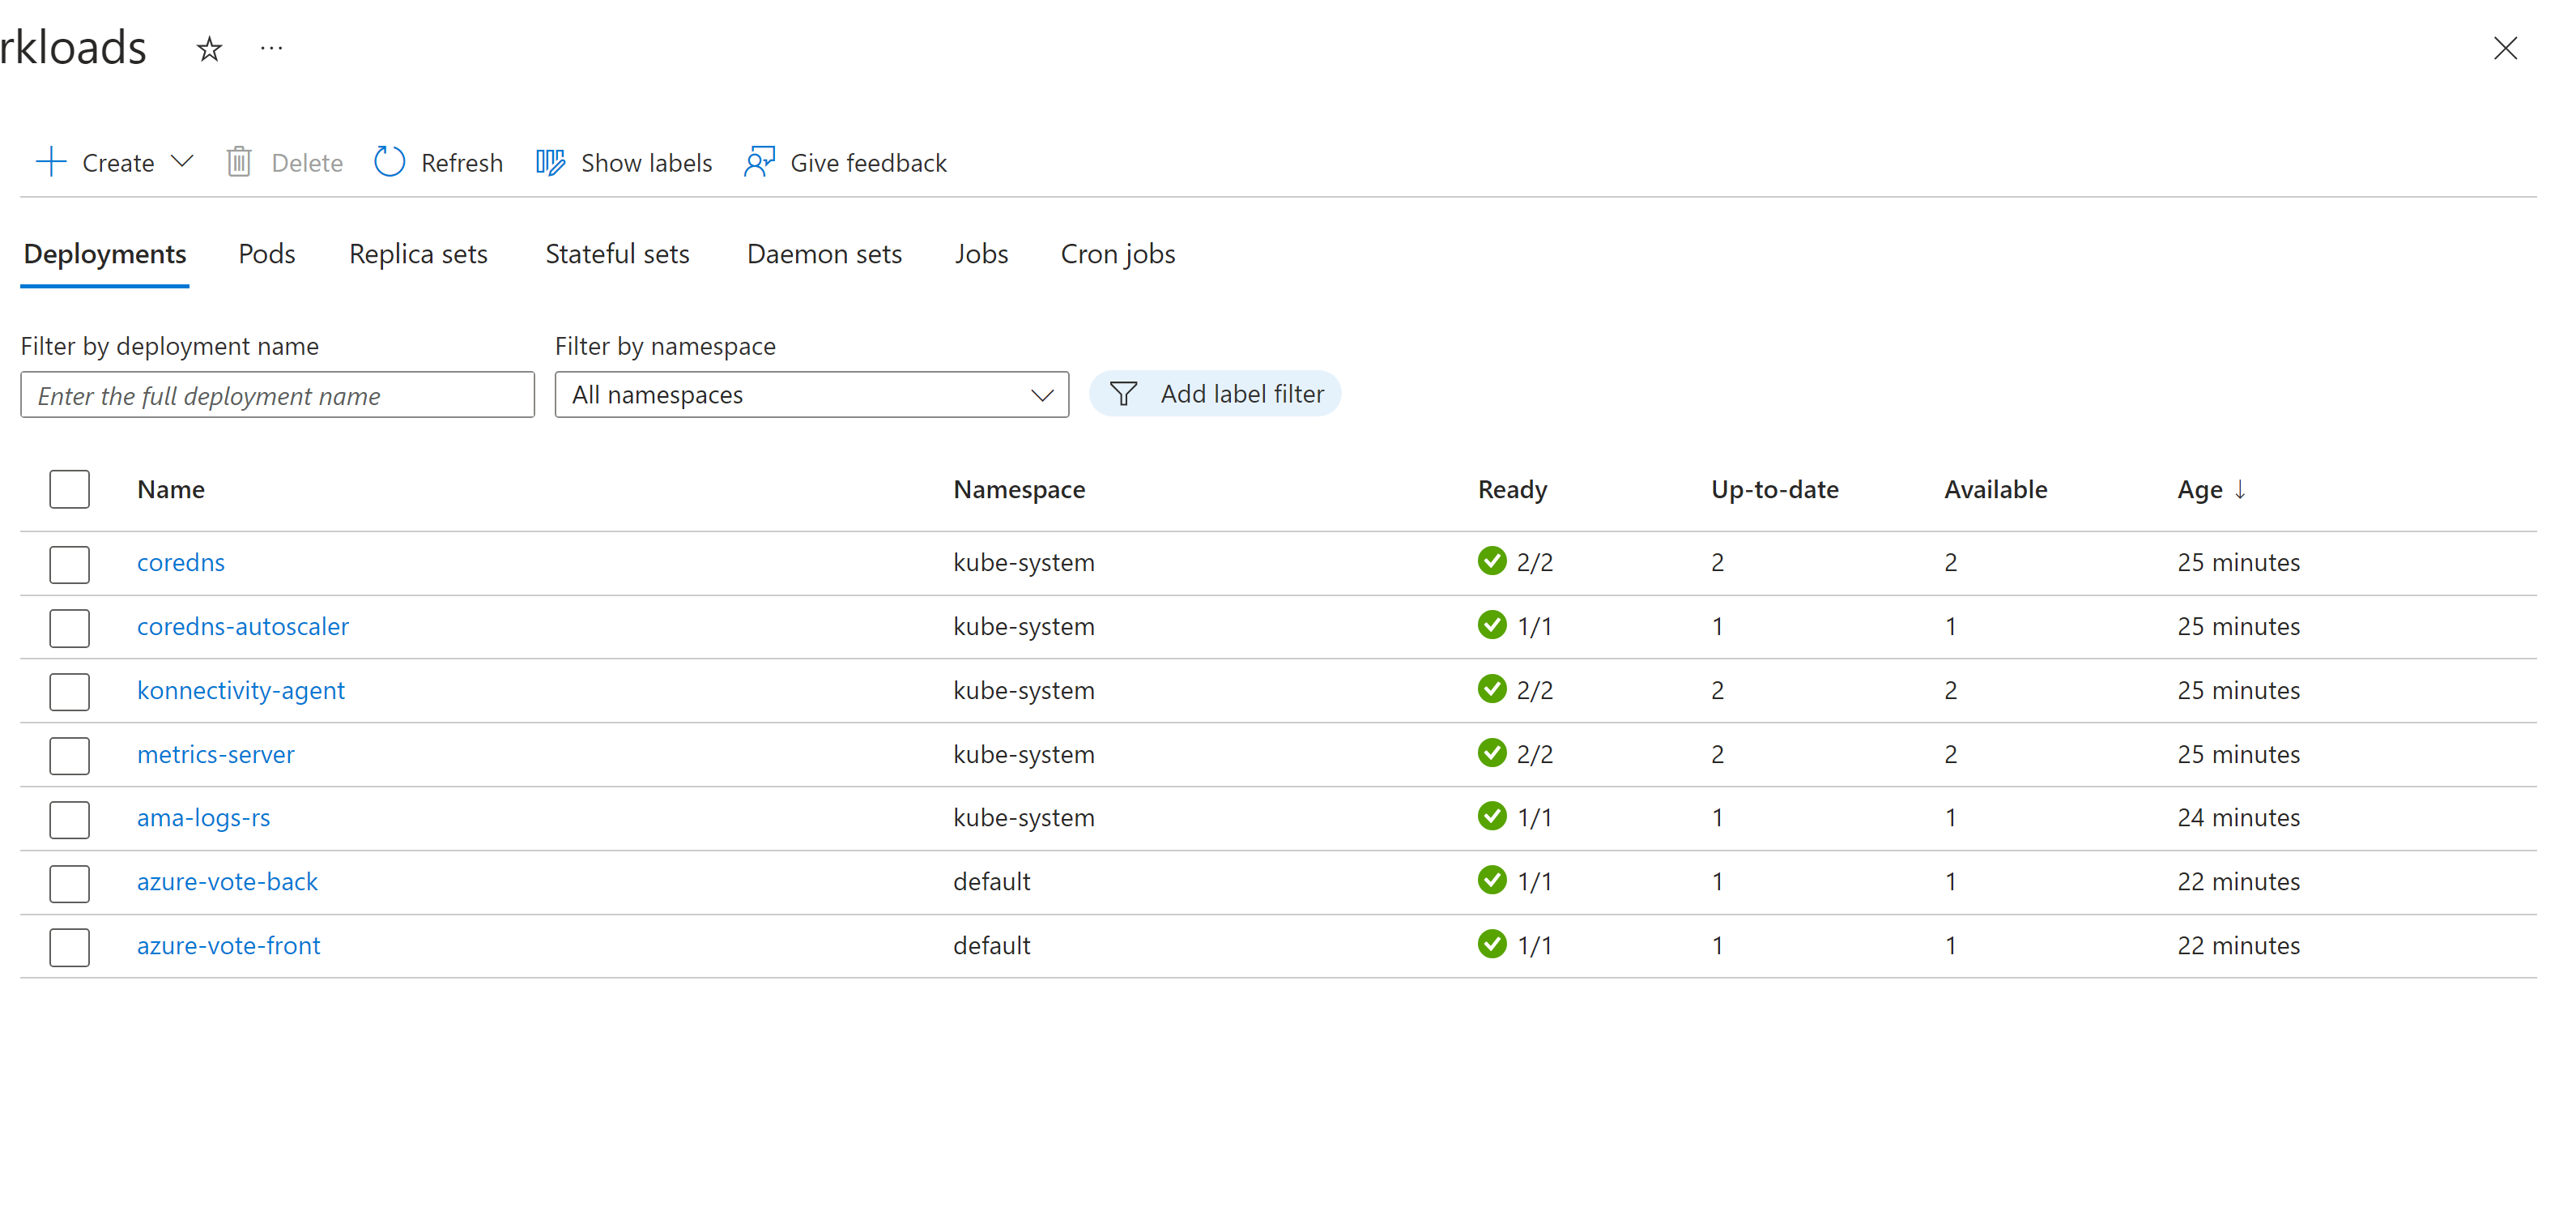 rkloads ...
Create Delete Refresh Show labels Give feedback
Deployments Pods Replica sets Stateful sets Daemon sets Jobs Cron jobs
Filter by deployment name Filter by namespace
Enter the full deployment name All namespaces Add label filter
Name Namespace Ready Up-to-date Available Age ↓
coredns kube-system 2/2 2 2 25 minutes
coredns-autoscaler kube-system 1/1 1 1 25 minutes
konnectivity-agent kube-system 2/2 2 2 25 minutes
metrics-server kube-system 2/2 2 2 25 minutes
ama-logs-rs kube-system 1/1 1 1 24 minutes
azure-vote-back default 1/1 1 1 22 minutes
azure-vote-front default 1/1 1 1 22 minutes